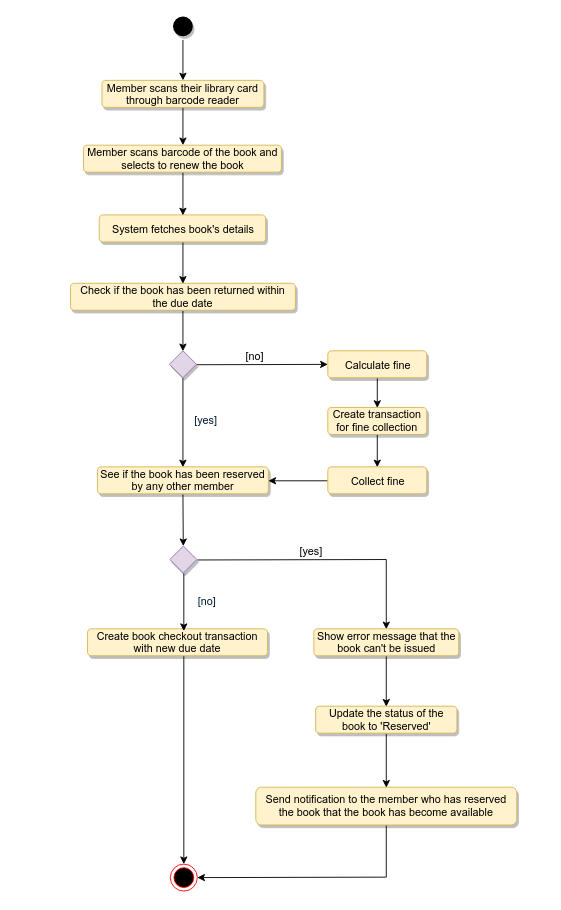 Member scans their library card
through barcode reader
Member scans barcode of the book and
selects to renew the book
System fetches book's details
Check if the book has been returned within
the due date
[no]
Calculate fine
[yes]
Create transaction
for fine collection
See if the book has been reserved
by any other member
Collect fine
[yes]
[no]
Create book checkout transaction
with new due date
Show error message that the
book can't be issued
Update the status of the
book to 'Reserved'
Send notification to the member who has reserved
the book that the book has become available